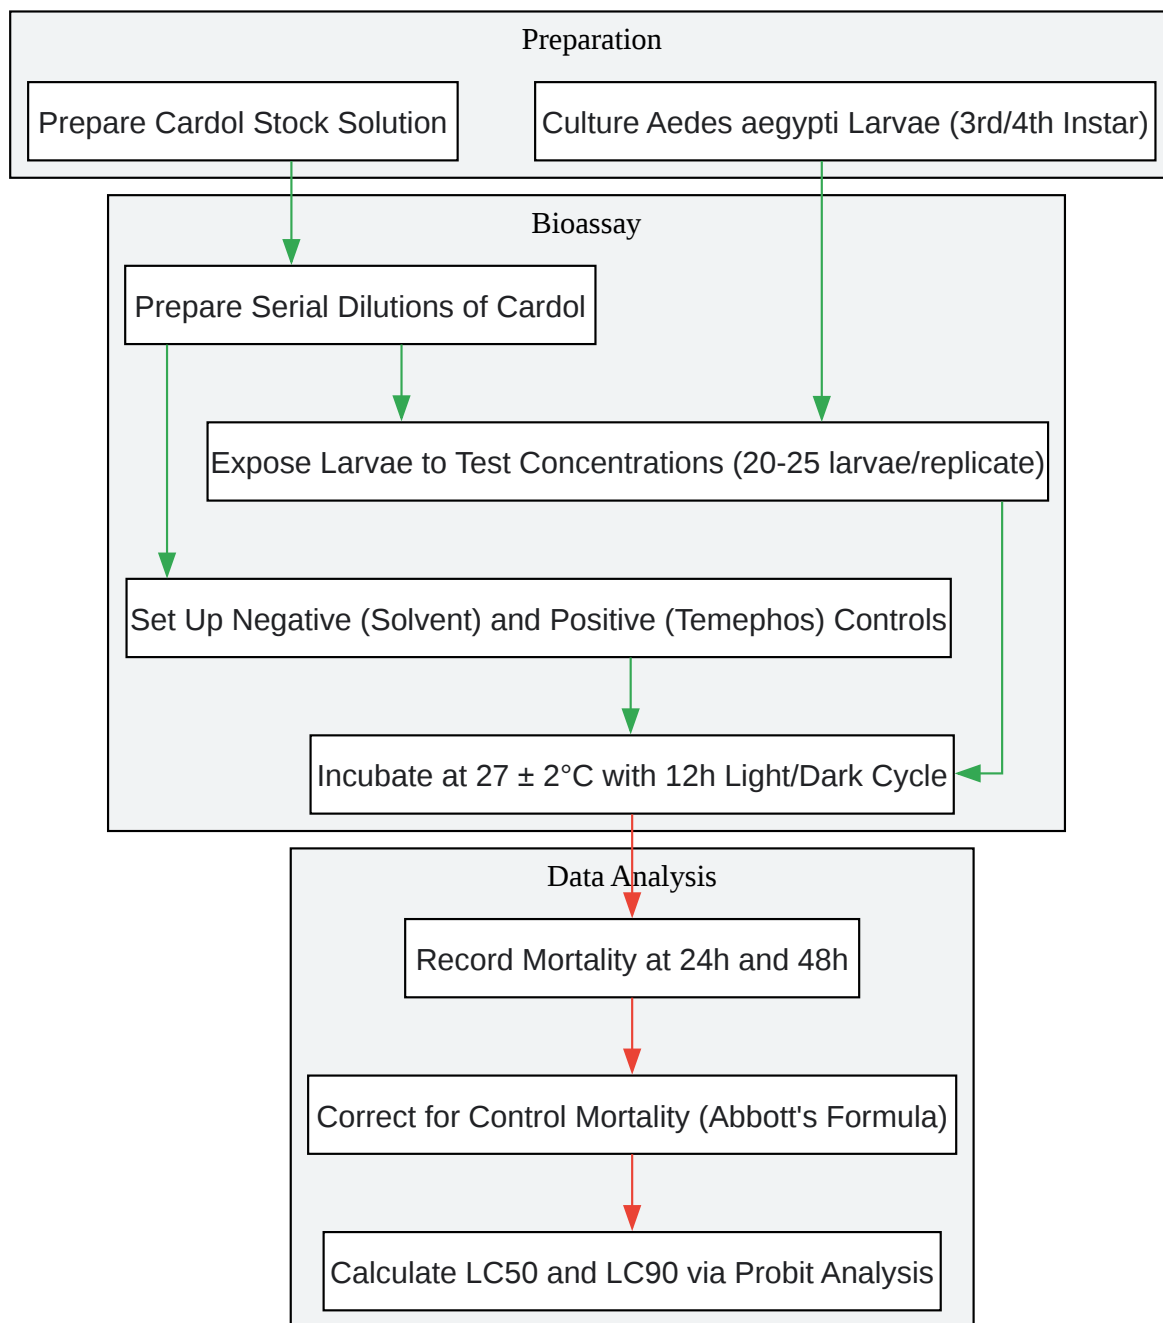 Preparation
Prepare Cardol Stock Solution
Culture Aedes aegypti Larvae (3rd/4th Instar)
Bioassay
Prepare Serial Dilutions of Cardol
Expose Larvae to Test Concentrations (20-25 larvae/replicate)
Set Up Negative (Solvent) and Positive (Temephos) Controls
Incubate at 27 ± 2°C with 12h Light/Dark Cycle
Data Analysis
Record Mortality at 24h and 48h
Correct for Control Mortality (Abbott's Formula)
Calculate LC50 and LC90 via Probit Analysis